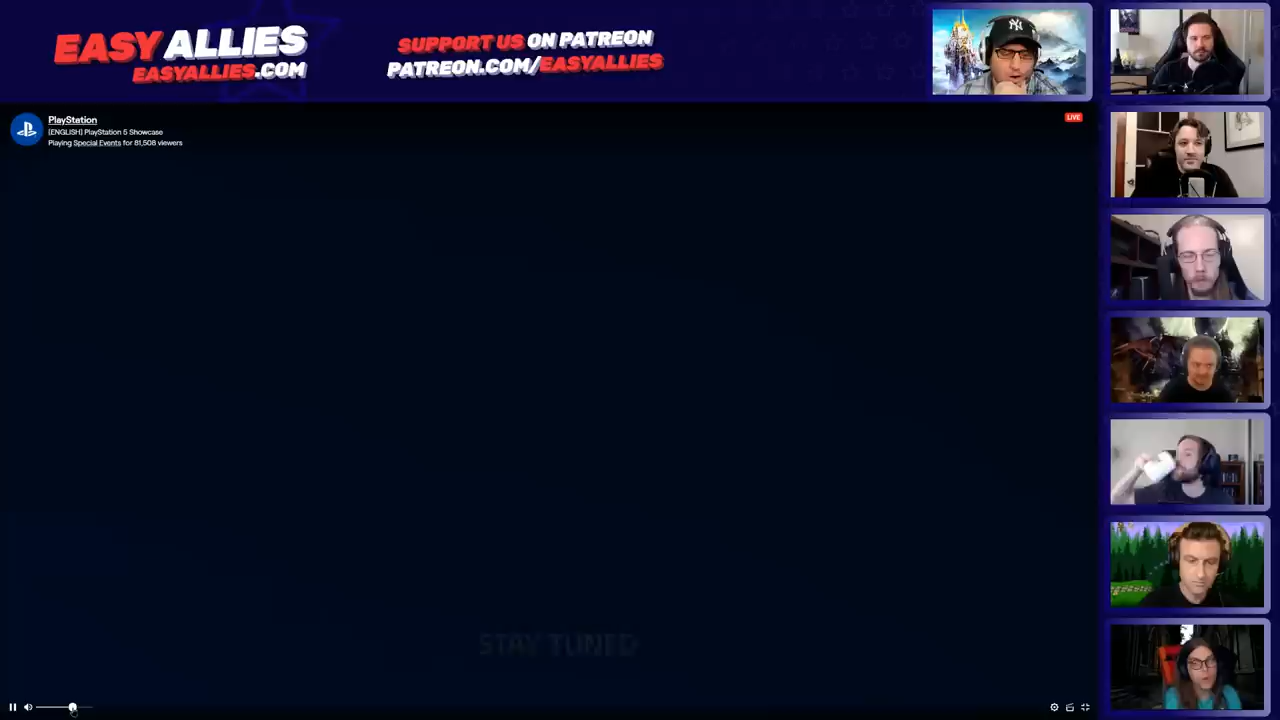 EASY ALLIES
EASYALLIES.COM
SUPPORT US ON PATREON
PATREON.COM/EASYALLIES
PlayStation
[ENGLISH] PlayStation 5 Showcase
Playing Special Events for 81,508 viewers
LIVE
STAY TUNED